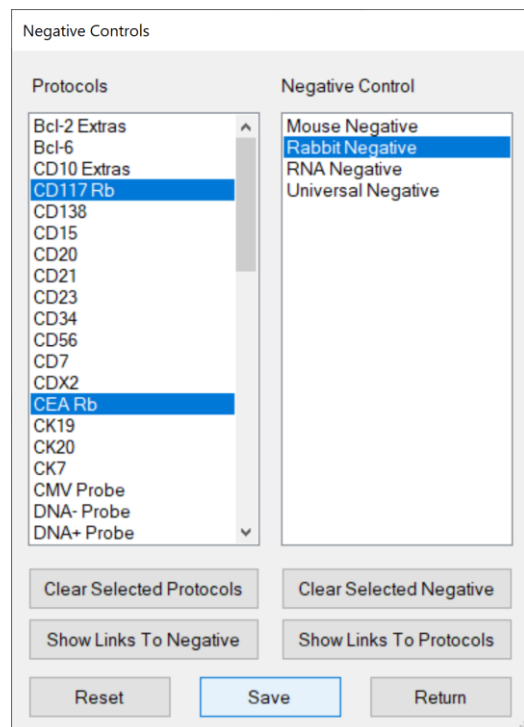 Negative Controls
Protocols
Negative Control
Bcl-2 Extras
Bcl-6
CD10 Extras
CD117 Rb
CD138
CD15
CD20
CD21
CD23
CD34
CD56
CD7
CDX2
CEA Rb
CK19
CK20
CK7
CMV Probe
DNA- Probe
DNA+ Probe
Mouse Negative
Rabbit Negative
RNA Negative
Universal Negative
Clear Selected Protocols
Clear Selected Negative
Show Links To Negative
Show Links To Protocols
Reset
Save
Return